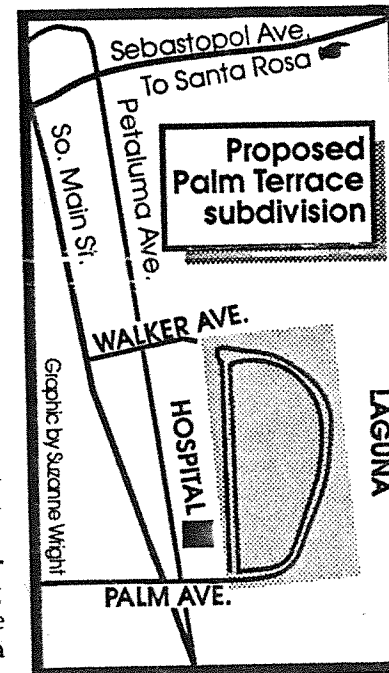 Sebastopol Ave.
To Santa Rosa
Proposed
Palm Terrace
subdivision
Petaluma Ave.
So. Main St.
WALKER AVE.
LAGUNA
HOSPITAL
Graphic by Suzanne Wright
PALM AVE.